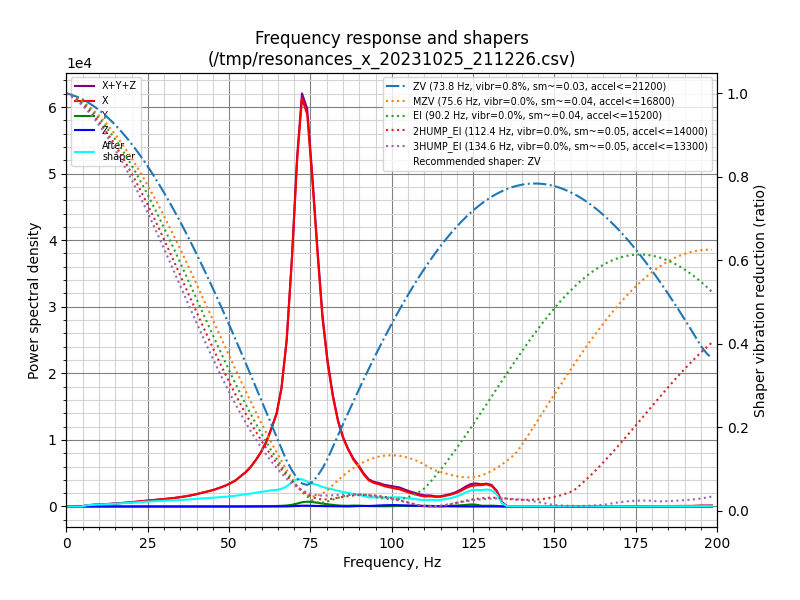 Frequency response and shapers
(/tmp/resonances_x_20231025_211226.csv)
1e4
X+Y+Z
X
Y
Z
After
shaper
ZV (73.8 Hz, vibr=0.8%, sm~=0.03, accel<=21200)
MZV (75.6 Hz, vibr=0.0%, sm~=0.04, accel<=16800)
EI (90.2 Hz, vibr=0.0%, sm~=0.04, accel<=15200)
2HUMP_EI (112.4 Hz, vibr=0.0%, sm~=0.05, accel<=14000)
3HUMP_EI (134.6 Hz, vibr=0.0%, sm~=0.05, accel<=13300)
Recommended shaper: ZV
6
5
4
3
2
1
0
Power spectral density
1.0
0.8
0.6
0.4
0.2
0.0
Shaper vibration reduction (ratio)
0 25 50 75 100 125 150 175 200
Frequency, Hz